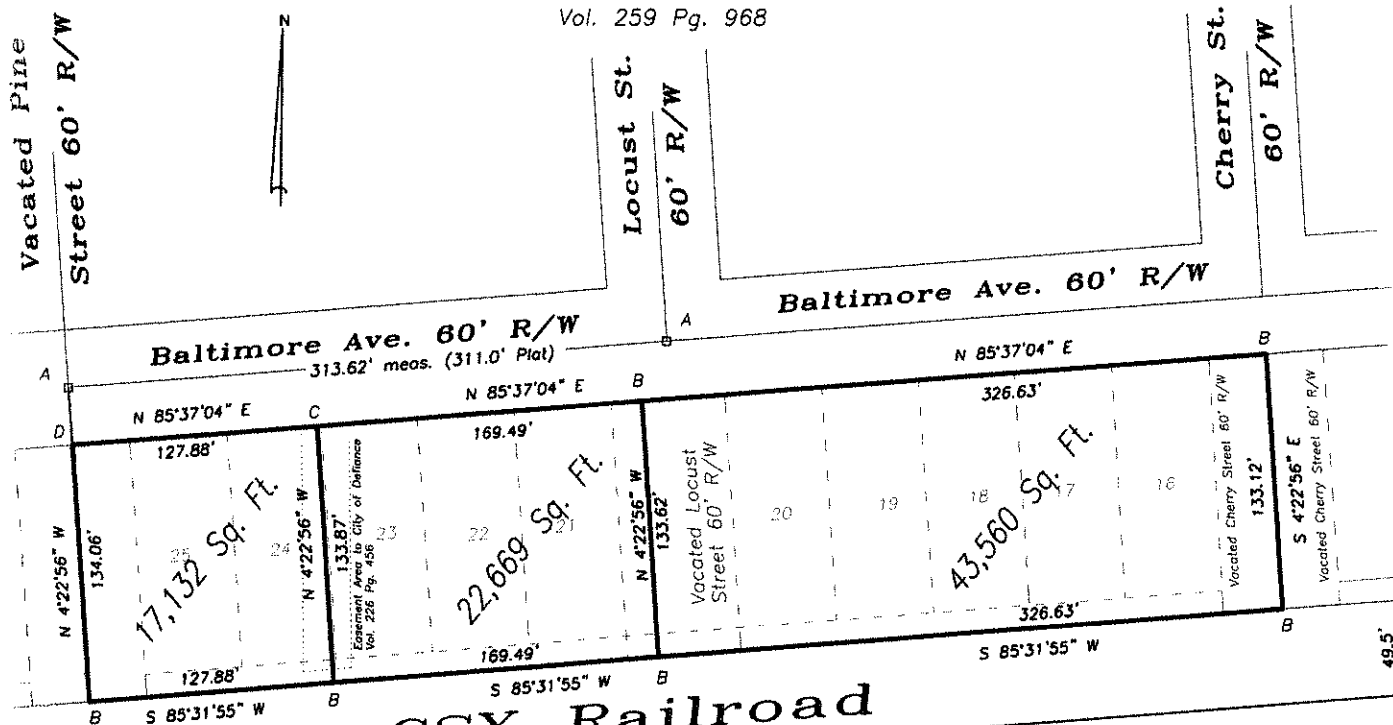 Vol. 259 Pg. 968
N
Vacated Pine
Street 60' R/W
Locust St.
60' R/W
Cherry St.
60' R/W
Baltimore Ave. 60' R/W
Baltimore Ave. 60' R/W
313.62' meas. (311.0' Plat)
A
A
N 85°37'04" E
N 85°37'04" E
N 85°37'04" E
D
C
B
B
127.88'
169.49'
326.63'
N 4°22'56" W
134.06'
25
24
17,132 Sq. Ft.
N 4°22'56" W
133.87'
Easement Area to City of Defiance
Vol. 226 Pg. 456
23
22
21
22,669 Sq. Ft.
N 4°22'56" W
133.62'
Vacated Locust
Street 60' R/W
20
19
18
17
16
43,560 Sq. Ft.
Vacated Cherry Street 60' R/W
133.12'
S 4°22'56" E
Vacated Cherry Street 60' R/W
127.88'
169.49'
326.63'
B
B
B
B
S 85°31'55" W
S 85°31'55" W
S 85°31'55" W
49.5'
CSX Railroad